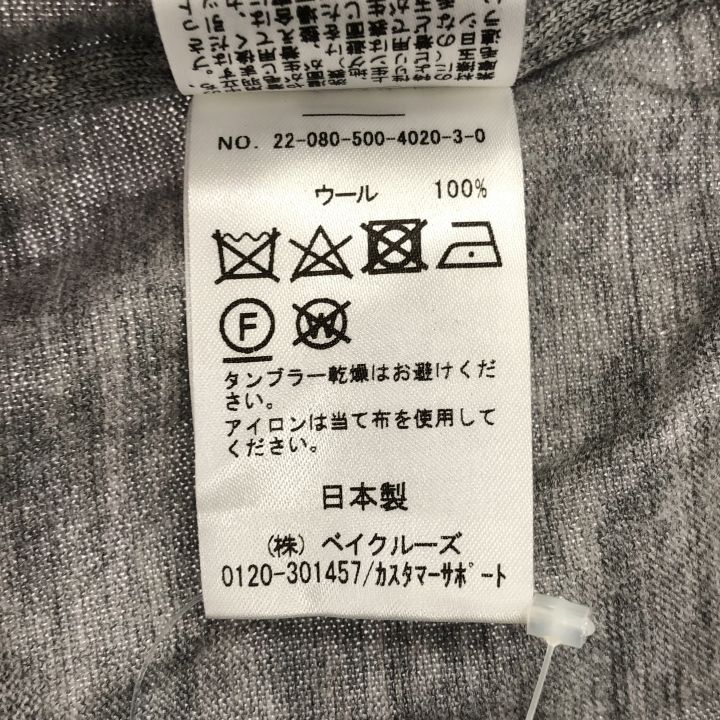 NO. 22-080-500-4020-3-0
ウール 100%
F
W
タンブラー乾燥はお避けくだ
さい。
アイロンは当て布を使用して
ください。
日本製
(株) ベイクルーズ
0120-301457/カスタマーサポート